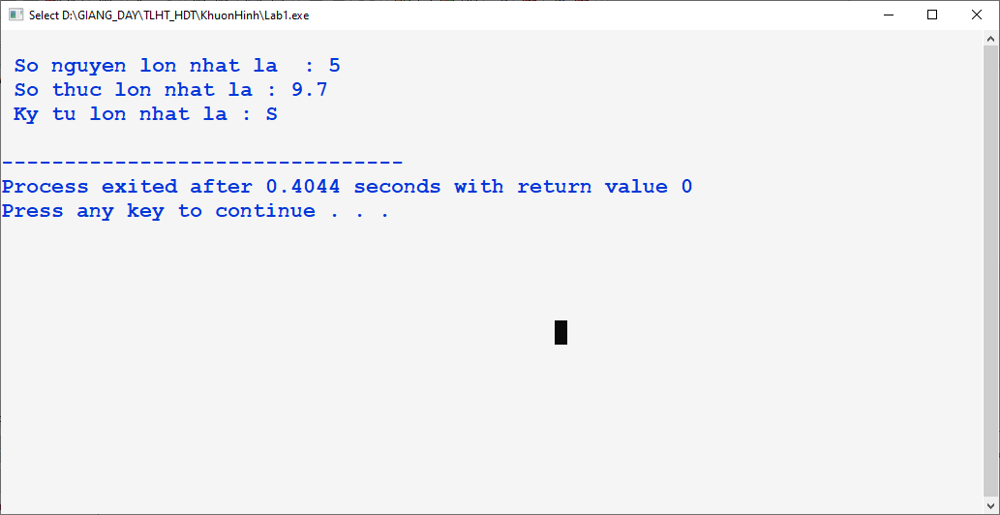 Select D:\GIANG_DAY\TLHT_HDT\KhuonHinh\Lab1.exe
So nguyen lon nhat la  : 5
So thuc lon nhat la : 9.7
Ky tu lon nhat la : S
--------------------------------
Process exited after 0.4044 seconds with return value 0
Press any key to continue . . .